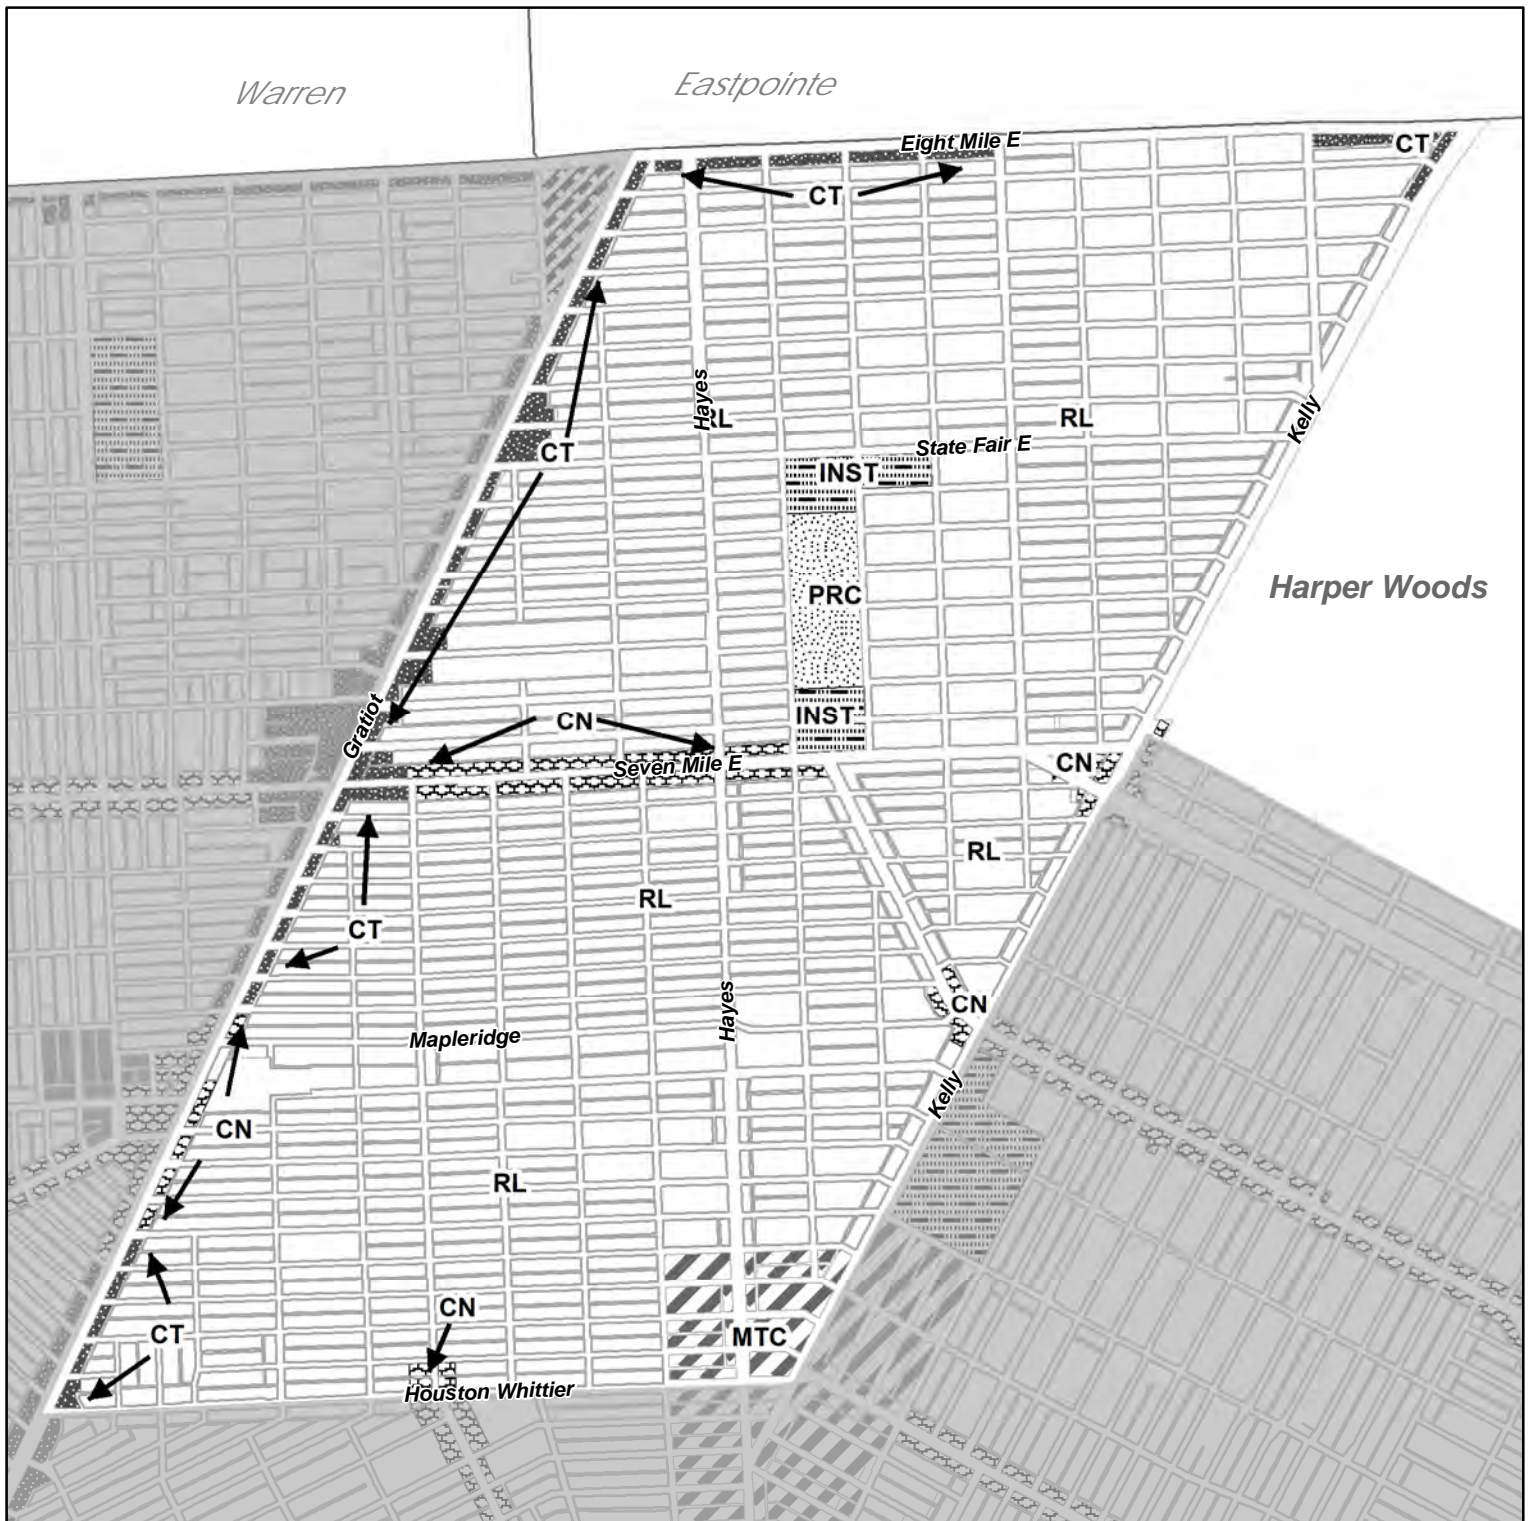 Warren
Eastpointe
Eight Mile E
CT
CT
Hayes
RL
RL
Kelly
State Fair E
CT
INST
Harper Woods
PRC
Gratiot
CN
INST
Seven Mile E
CN
RL
RL
CT
CN
Hayes
Mapleridge
Kelly
CN
RL
CN
CT
MTC
Houston Whittier